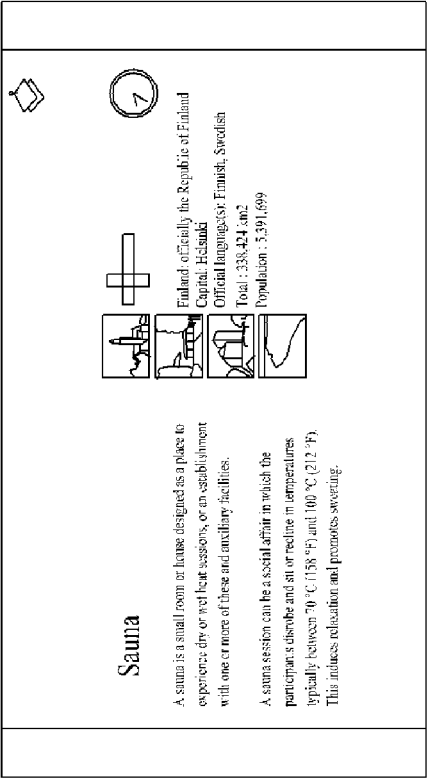 Sauna
A sauna is a small room or house designed as a place to
experience dry or wet heat sessions, or an establishment
with one or more of these and auxiliary facilities.
A sauna session can be a social affair in which the
participants disrobe and sit or recline in temperatures
typically between 70 °C (158 °F) and 100 °C (212 °F).
This induces relaxation and promotes sweating.
Finland: officially the Republic of Finland
Capital: Helsinki
Official language(s): Finnish, Swedish
Total : 338,424 km2
Population : 5,391,699